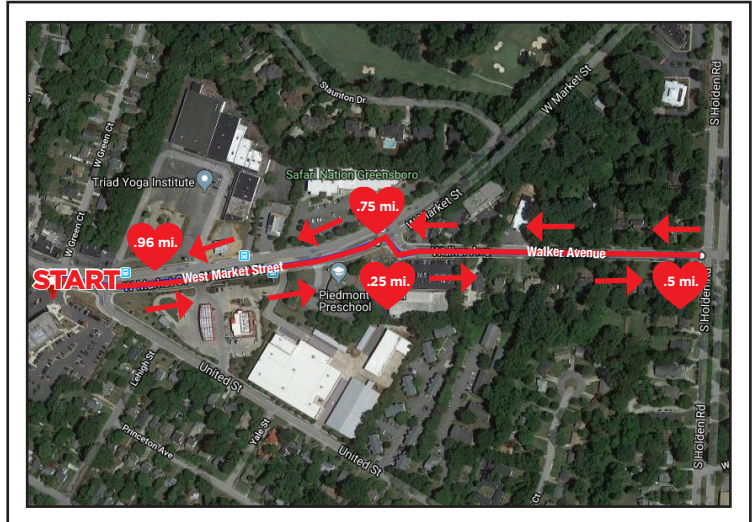 Staunton Dr
W Market St
S Holden Rd
W Green Ct
Triad Yoga Institute
Safari Nation Greensboro
.75 mi.
W Market St
.96 mi.
W Green Ct
Walker Avenue
West Market Street
START
.25 mi.
.5 mi.
Piedmont
Preschool
S Holden Rd
Lehigh St
United St
Yale St
Princeton Ave
United St
S Holden Rd
Ct
W